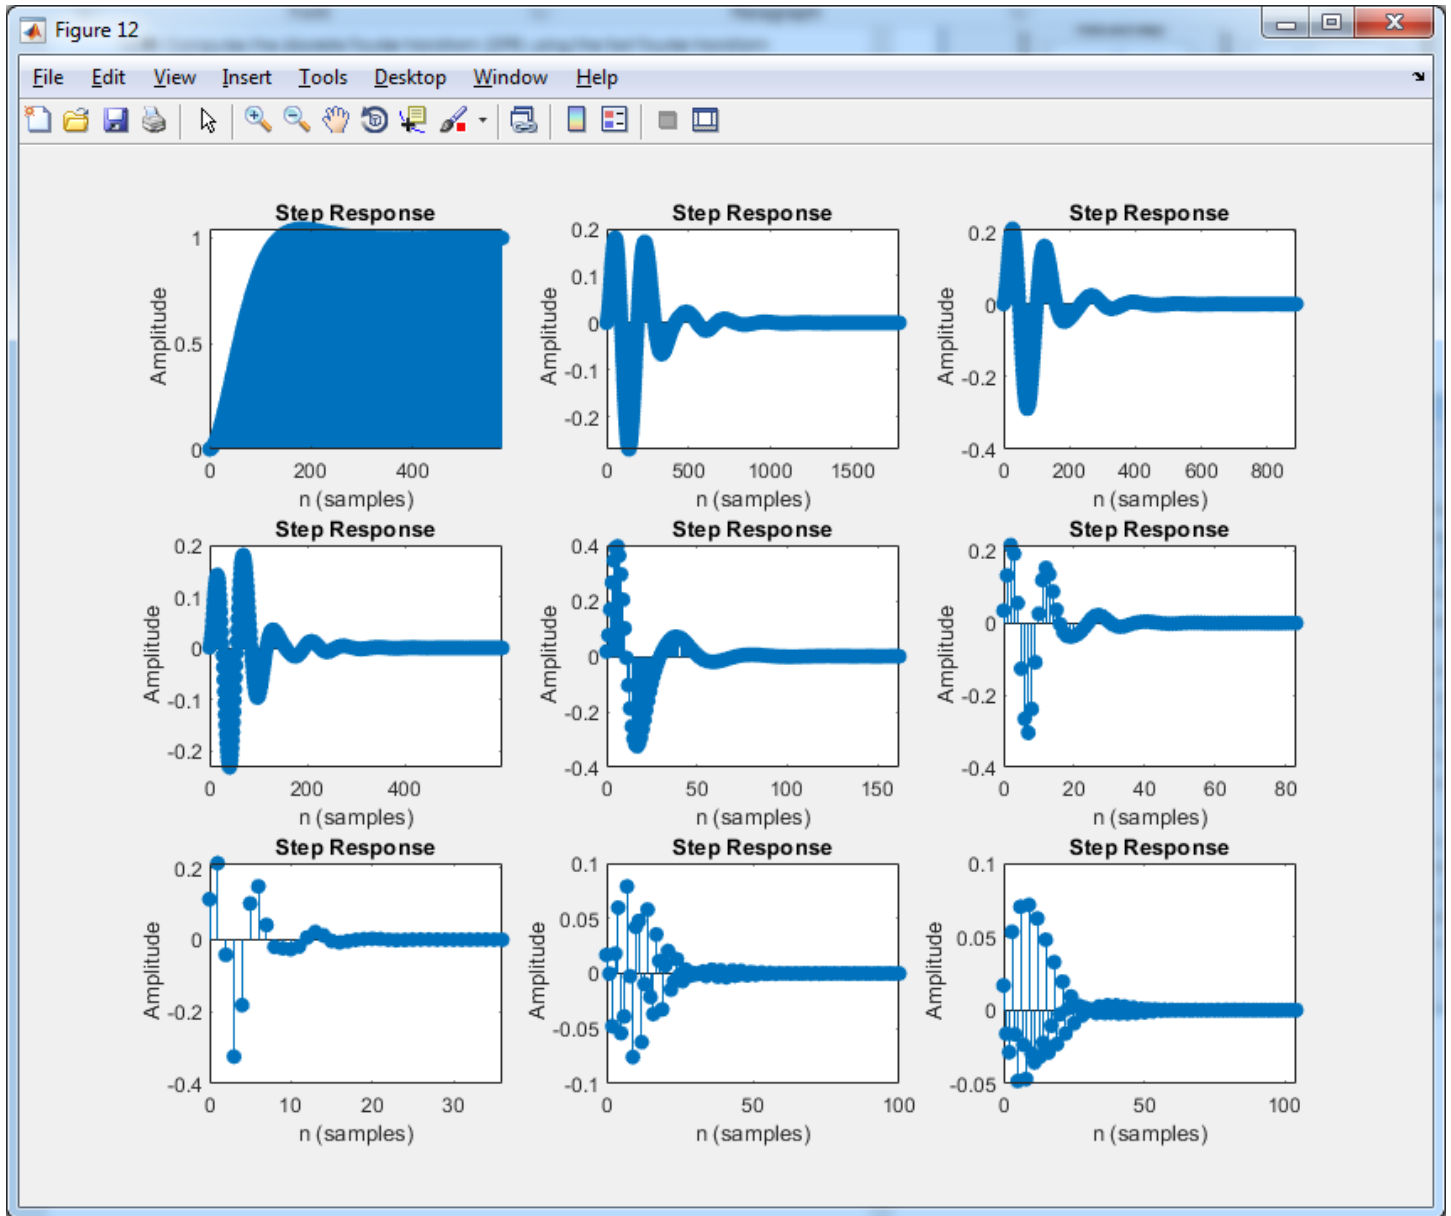 Figure 12
File Edit View Insert Tools Desktop Window Help
Step Response
1
0.5
0
200 400
Amplitude
n (samples)
Step Response
0.2
0.1
0
-0.1
-0.2
0 500 1000 1500
Amplitude
n (samples)
Step Response
0.2
0
-0.2
-0.4
0 200 400 600 800
Amplitude
n (samples)
Step Response
0.2
0.1
0
-0.1
-0.2
0 200 400
Amplitude
n (samples)
Step Response
0.4
0.2
0
-0.2
-0.4
0 50 100 150
Amplitude
n (samples)
Step Response
0.2
0
-0.2
-0.4
0 20 40 60 80
Amplitude
n (samples)
Step Response
0.2
0
-0.2
-0.4
0 10 20 30
Amplitude
n (samples)
Step Response
0.1
0.05
0
-0.05
-0.1
0 50 100
Amplitude
n (samples)
Step Response
0.1
0.05
0
-0.05
0 50 100
Amplitude
n (samples)